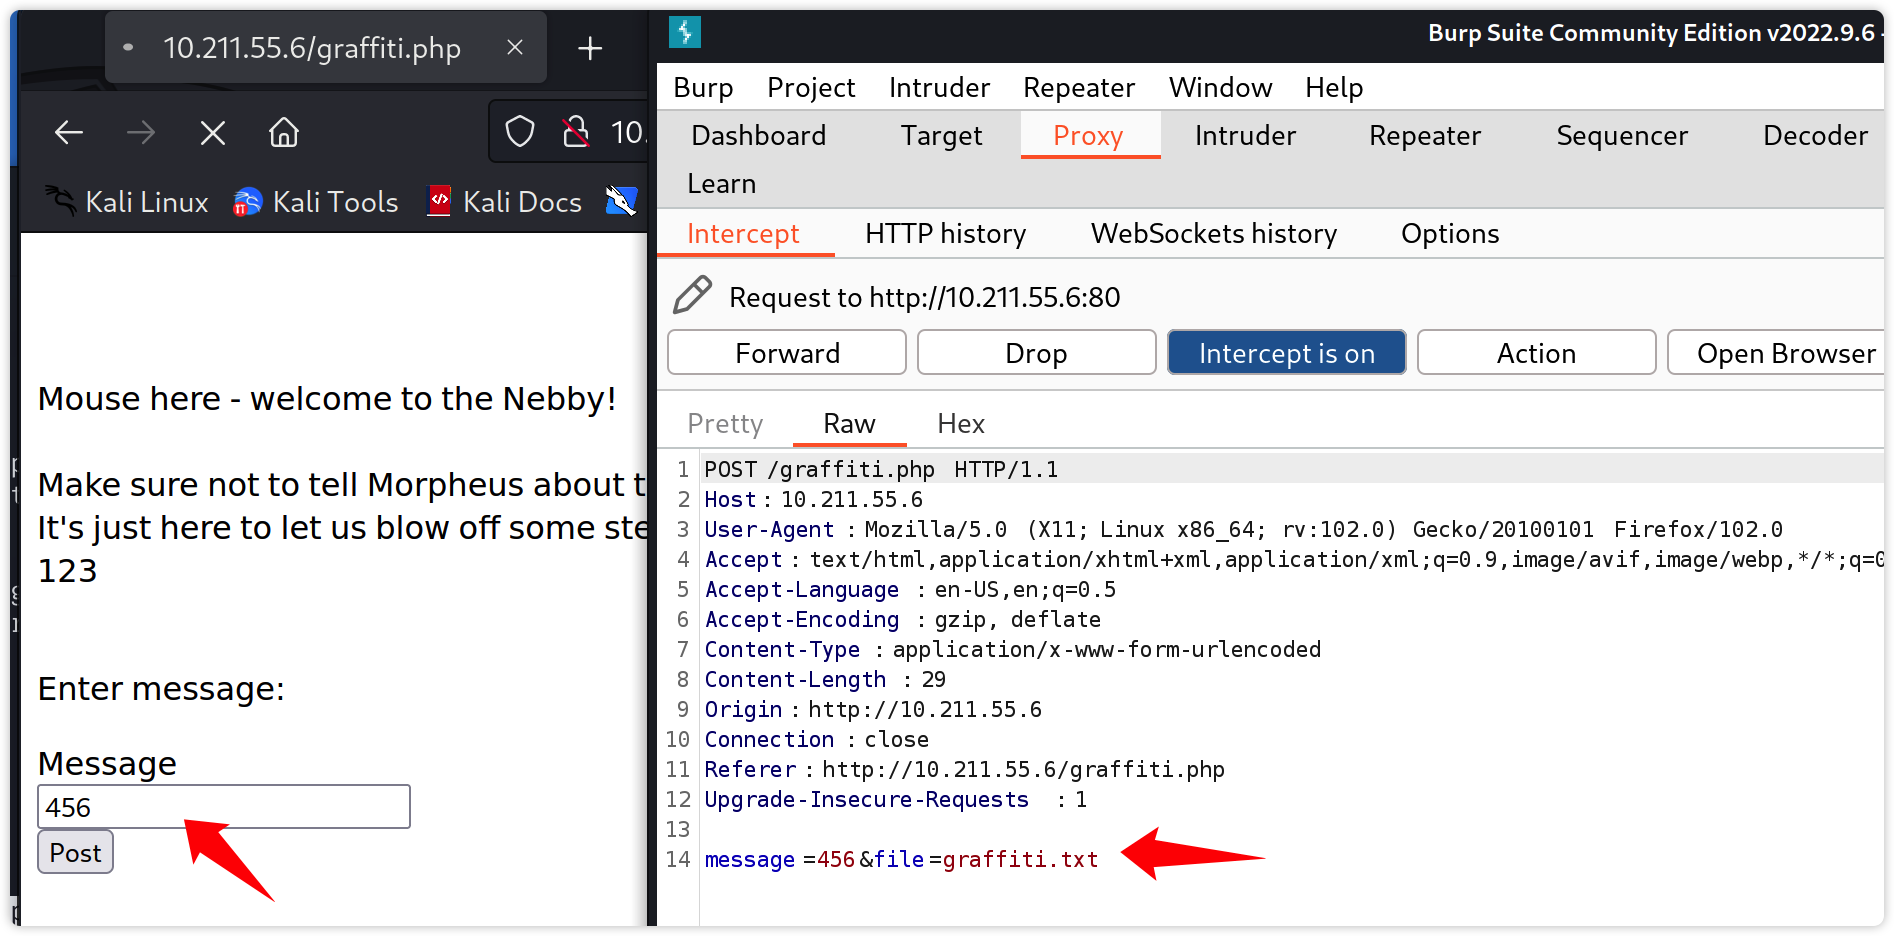 10.211.55.6/graffiti.php
10.
Kali Linux
Kali Tools
Kali Docs
Mouse here - welcome to the Nebby!
Make sure not to tell Morpheus about t
It's just here to let us blow off some ste
123
Enter message:
Message
456
Post
Burp Suite Community Edition v2022.9.6 -
Burp Project Intruder Repeater Window Help
Dashboard Target Proxy Intruder Repeater Sequencer Decoder
Learn
Intercept HTTP history WebSockets history Options
Request to http://10.211.55.6:80
Forward Drop Intercept is on Action Open Browser
Pretty Raw Hex
1 POST /graffiti.php HTTP/1.1
2 Host: 10.211.55.6
3 User-Agent: Mozilla/5.0 (X11; Linux x86_64; rv:102.0) Gecko/20100101 Firefox/102.0
4 Accept: text/html,application/xhtml+xml,application/xml;q=0.9,image/avif,image/webp,*/*;q=0
5 Accept-Language: en-US,en;q=0.5
6 Accept-Encoding: gzip, deflate
7 Content-Type: application/x-www-form-urlencoded
8 Content-Length: 29
9 Origin: http://10.211.55.6
10 Connection: close
11 Referer: http://10.211.55.6/graffiti.php
12 Upgrade-Insecure-Requests: 1
13
14 message=456&file=graffiti.txt